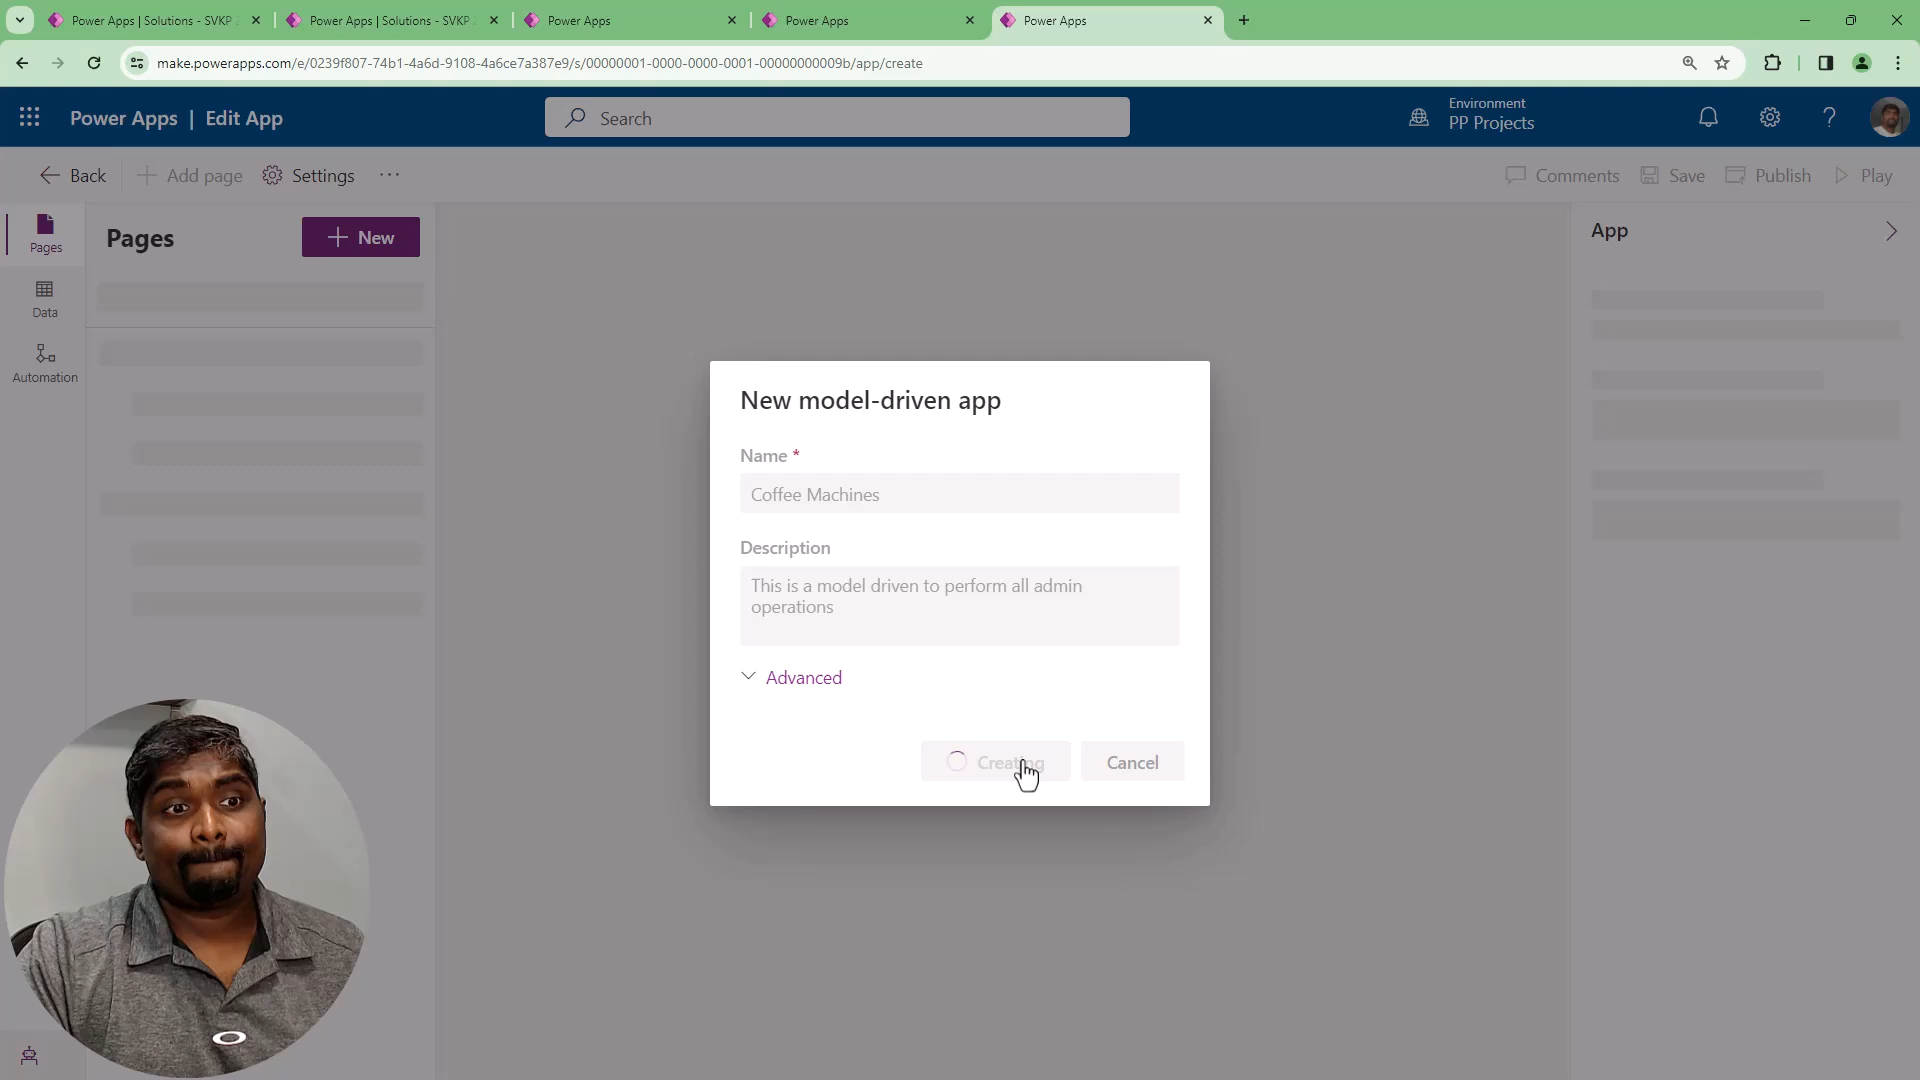 Power Apps | Solutions - SVKP
Power Apps | Solutions - SVKP
Power Apps
Power Apps
Power Apps
make.powerapps.com/e/0239f807-74b1-4a6d-9108-4a6ce7a387e9/s/00000001-0000-0000-0001-00000000009b/app/create
Power Apps | Edit App
Search
Environment
PP Projects
Back
Add page
Settings
Comments
Save
Publish
Play
Pages
Data
Automation
Pages
New
App
New model-driven app
Name *
Coffee Machines
Description
This is a model driven to perform all admin
operations
Advanced
Creating
Cancel